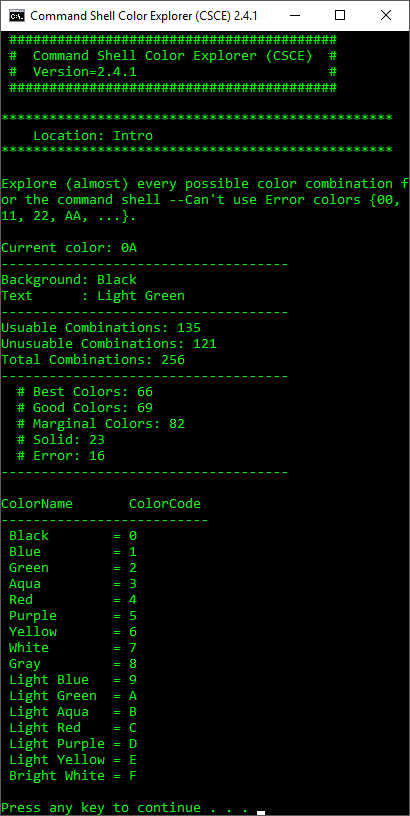 Command Shell Color Explorer (CSCE) 2.4.1
#########################################
#  Command Shell Color Explorer (CSCE)  #
#  Version=2.4.1                        #
#########################################
*************************************************
    Location: Intro
*************************************************
Explore (almost) every possible color combination f
or the command shell --Can't use Error colors {00,
11, 22, AA, ...}.
Current color: 0A
------------------------------------
Background: Black
Text      : Light Green
------------------------------------
Usuable Combinations: 135
Unusuable Combinations: 121
Total Combinations: 256
------------------------------------
  # Best Colors: 66
  # Good Colors: 69
  # Marginal Colors: 82
  # Solid: 23
  # Error: 16
------------------------------------
ColorName       ColorCode
--------------------------
 Black        = 0
 Blue         = 1
 Green        = 2
 Aqua         = 3
 Red          = 4
 Purple       = 5
 Yellow       = 6
 White        = 7
 Gray         = 8
 Light Blue   = 9
 Light Green  = A
 Light Aqua   = B
 Light Red    = C
 Light Purple = D
 Light Yellow = E
 Bright White = F
Press any key to continue . . .